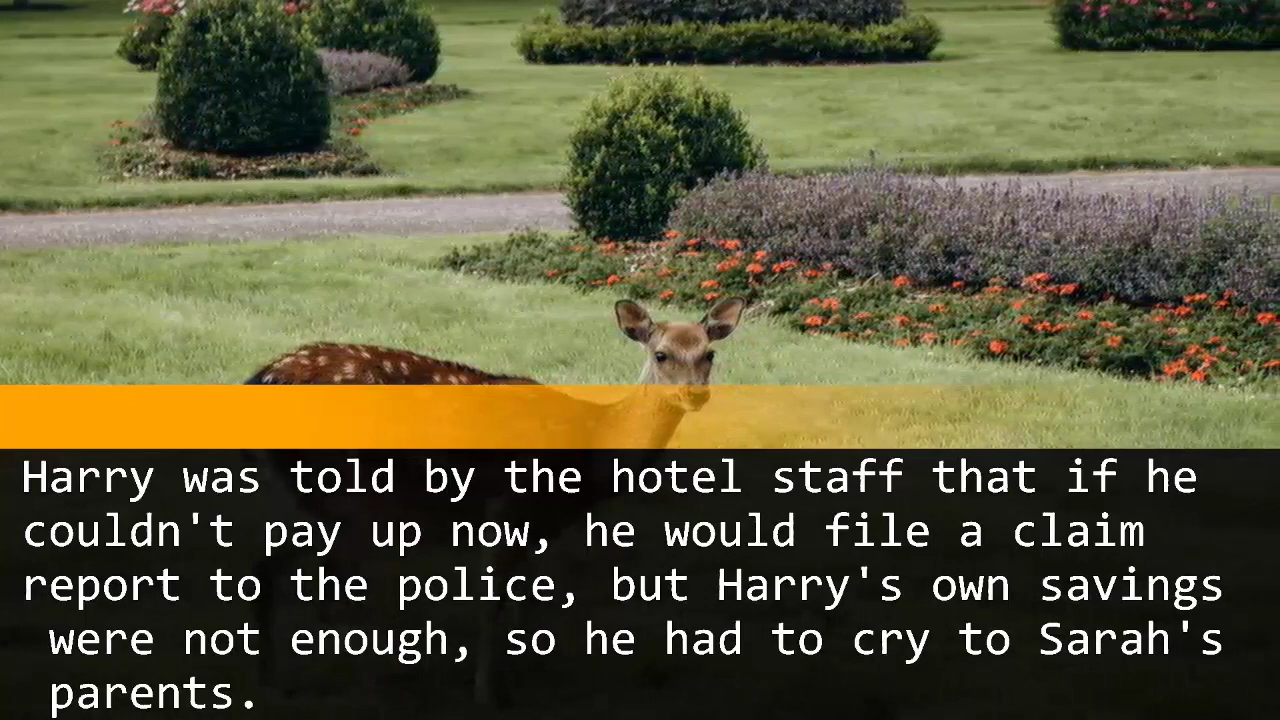 Harry was told by the hotel staff that if he
couldn't pay up now, he would file a claim
report to the police, but Harry's own savings
were not enough, so he had to cry to Sarah's
parents.